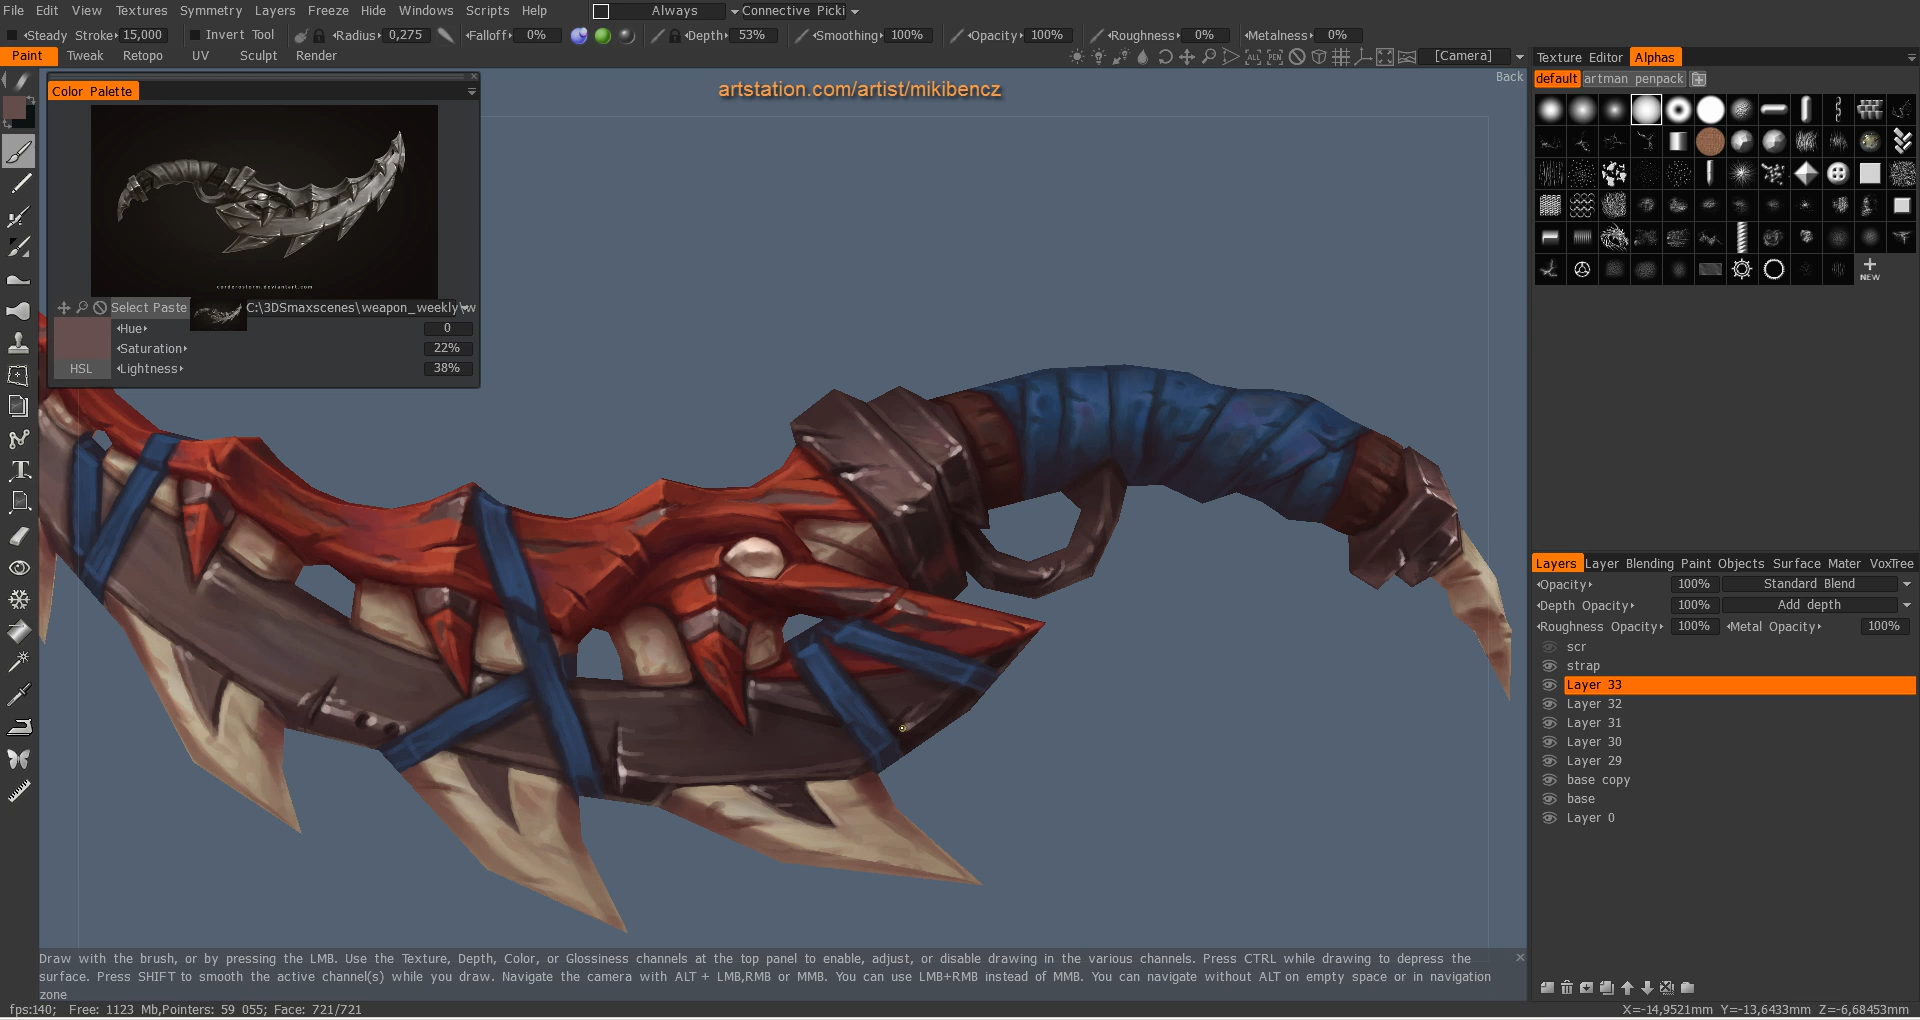 File Edit View Textures Symmetry Layers Freeze Hide Windows Scripts Help Always Connective Picki
Steady Stroke 15,000 Invert Tool Radius 0,275 Falloff 0% Depth 53% Smoothing 100% Opacity 100% Roughness 0% Metalness 0%
Paint Tweak Retopo UV Sculpt Render ALL PEN [Camera]
Back
artstation.com/artist/mikibencz
Color Palette
corderostorm.deviantart.com
Select Paste C:\3DSmaxscenes\weapon_weekly\w
Hue 0
Saturation 22%
HSL Lightness 38%
Texture Editor Alphas
default artman penpack
NEW
Layers Layer Blending Paint Objects Surface Mater VoxTree
Opacity 100% Standard Blend
Depth Opacity 100% Add depth
Roughness Opacity 100% Metal Opacity 100%
scr
strap
Layer 33
Layer 32
Layer 31
Layer 30
Layer 29
base copy
base
Layer 0
Draw with the brush, or by pressing the LMB. Use the Texture, Depth, Color, or Glossiness channels at the top panel to enable, adjust, or disable drawing in the various channels. Press CTRL while drawing to depress the
surface. Press SHIFT to smooth the active channel(s) while you draw. Navigate the camera with ALT + LMB,RMB or MMB. You can use LMB+RMB instead of MMB. You can navigate without ALT on empty space or in navigation
zone
fps:140; Free: 1123 Mb,Pointers: 59 055; Face: 721/721 X=-14,9521mm Y=-13,6433mm Z=-6,68453mm